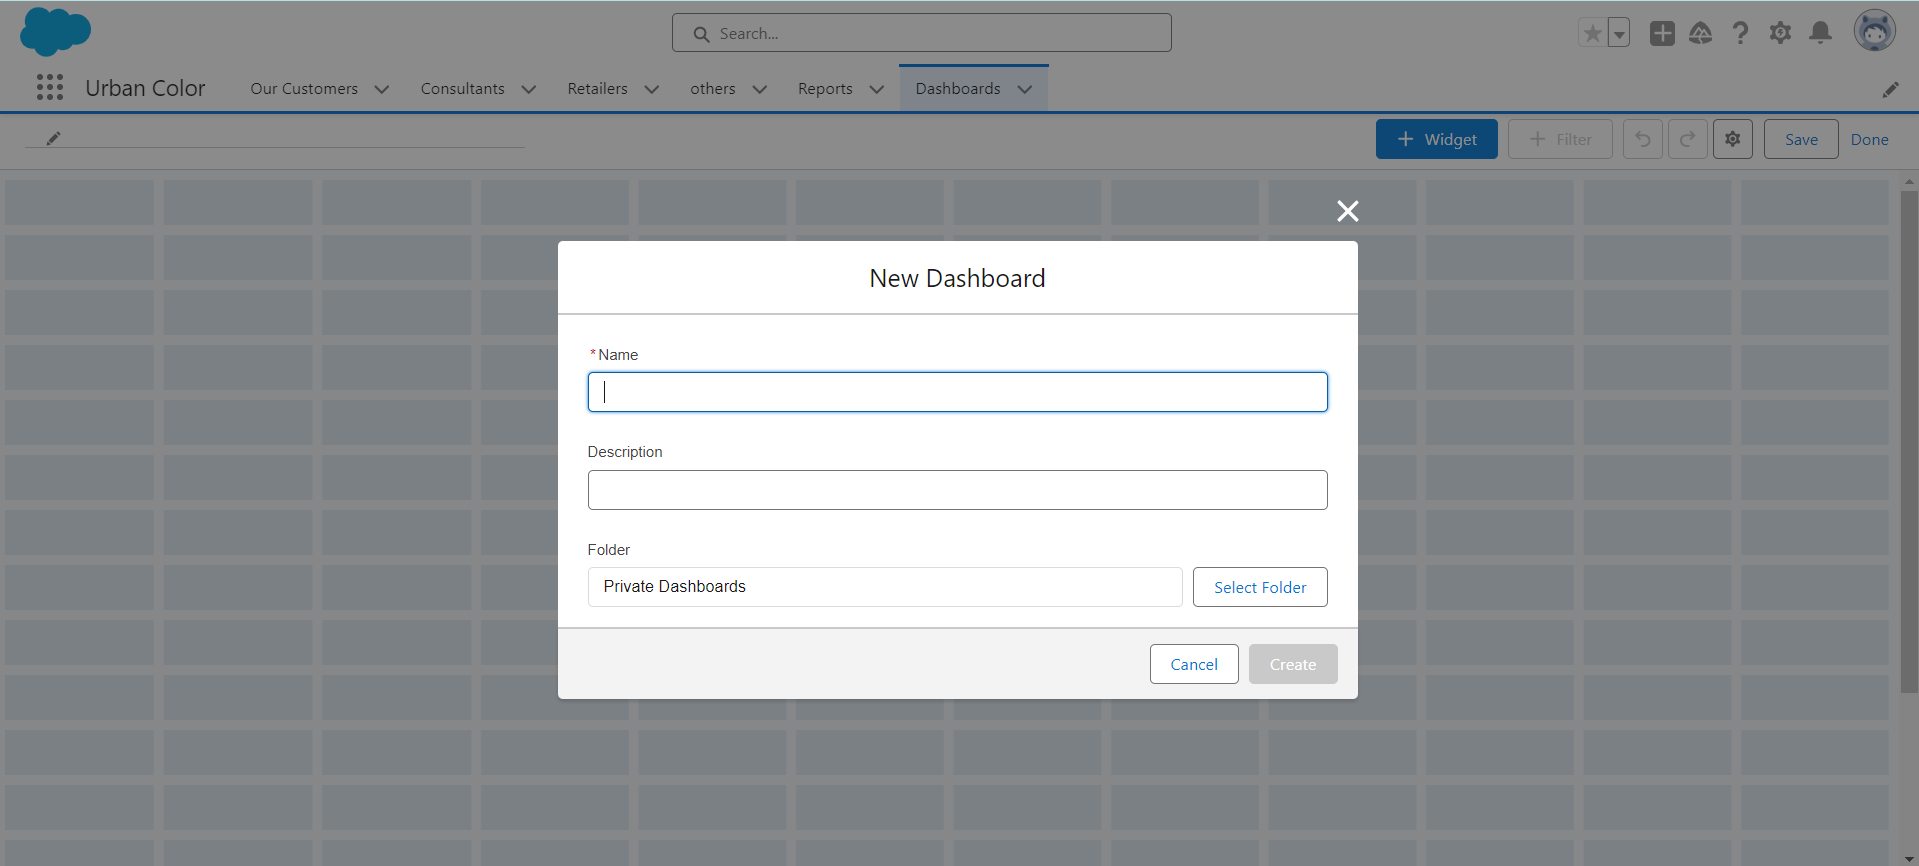 Search...
Urban Color
Our Customers
Consultants
Retailers
others
Reports
Dashboards
+ Widget
+ Filter
Save
Done
New Dashboard
*Name
Description
Folder
Private Dashboards
Select Folder
Cancel
Create